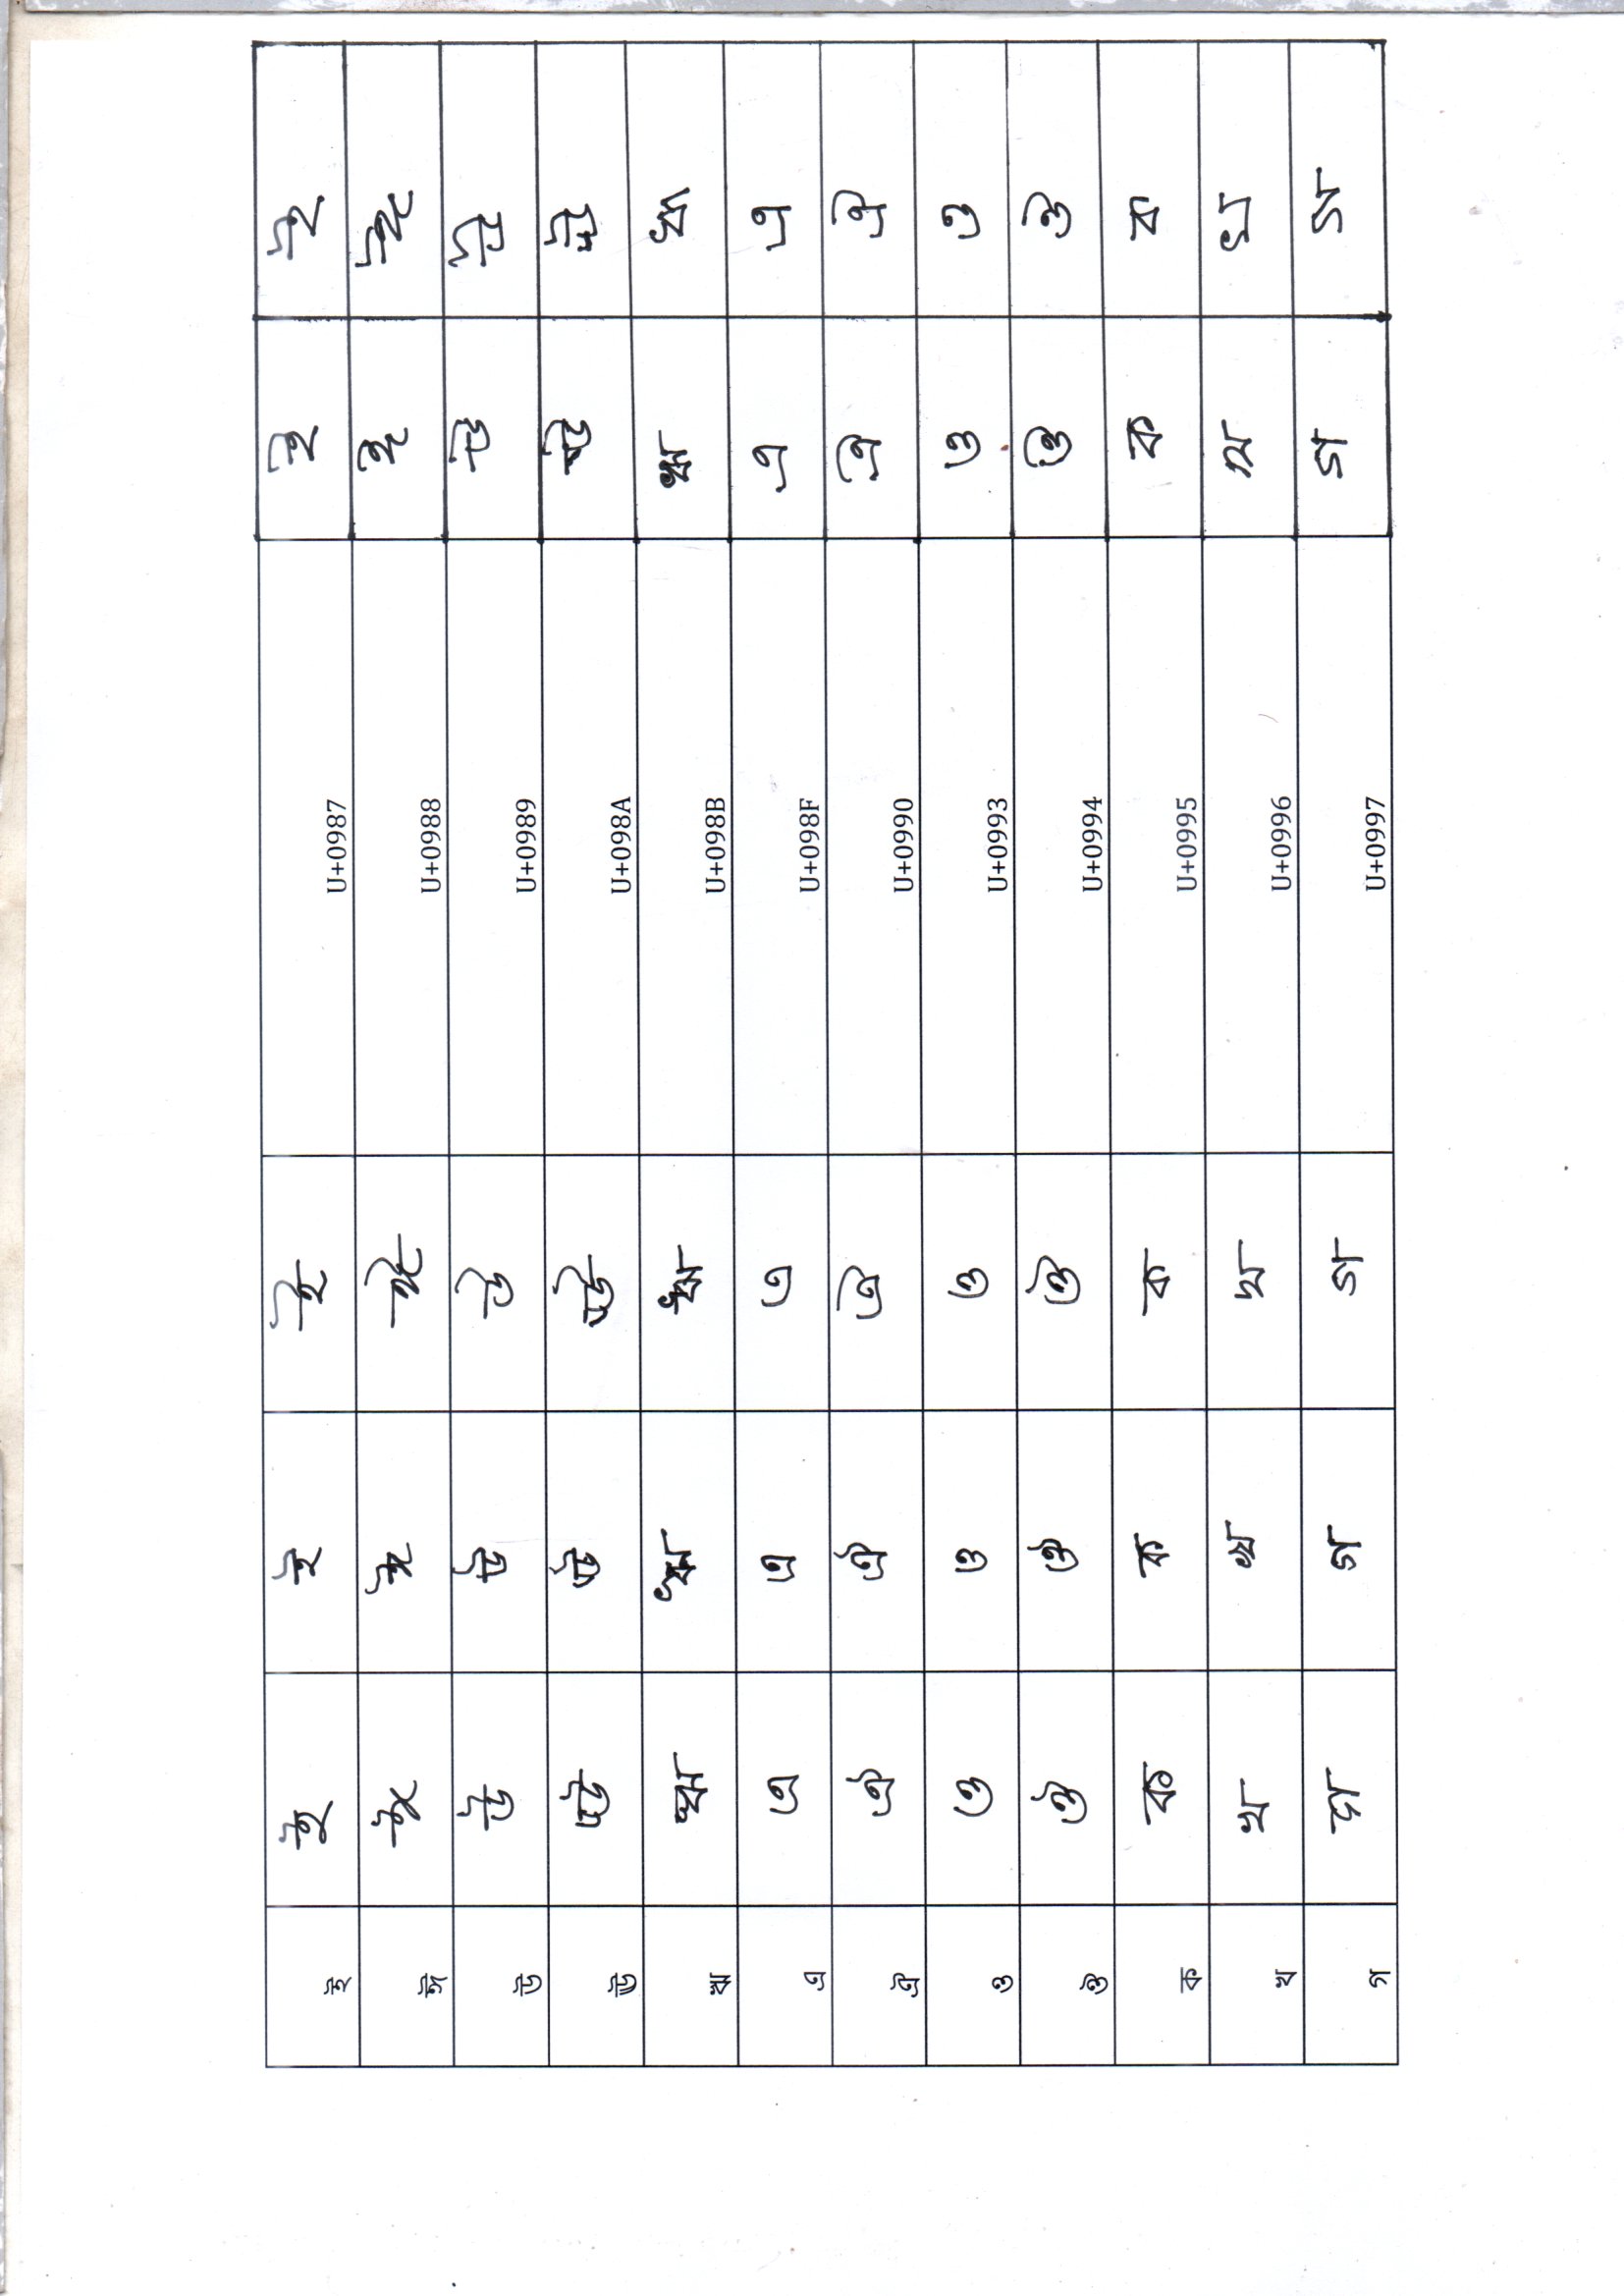 ই ই ই ই U+0987 ই ই
ঈ ঈ ঈ ঈ U+0988 ঈ ঈ
উ উ উ উ U+0989 উ উ
ঊ ঊ ঊ ঊ U+098A ঊ ঊ
ঋ ঋ ঋ ঋ U+098B ঋ ঋ
এ এ এ এ U+098F এ এ
ঐ ঐ ঐ ঐ U+0990 ঐ ঐ
ও ও ও ও U+0993 ও ও
ঔ ঔ ঔ ঔ U+0994 ঔ ঔ
ক ক ক ক U+0995 ক ক
খ খ খ খ U+0996 খ খ
গ গ গ গ U+0997 গ গ